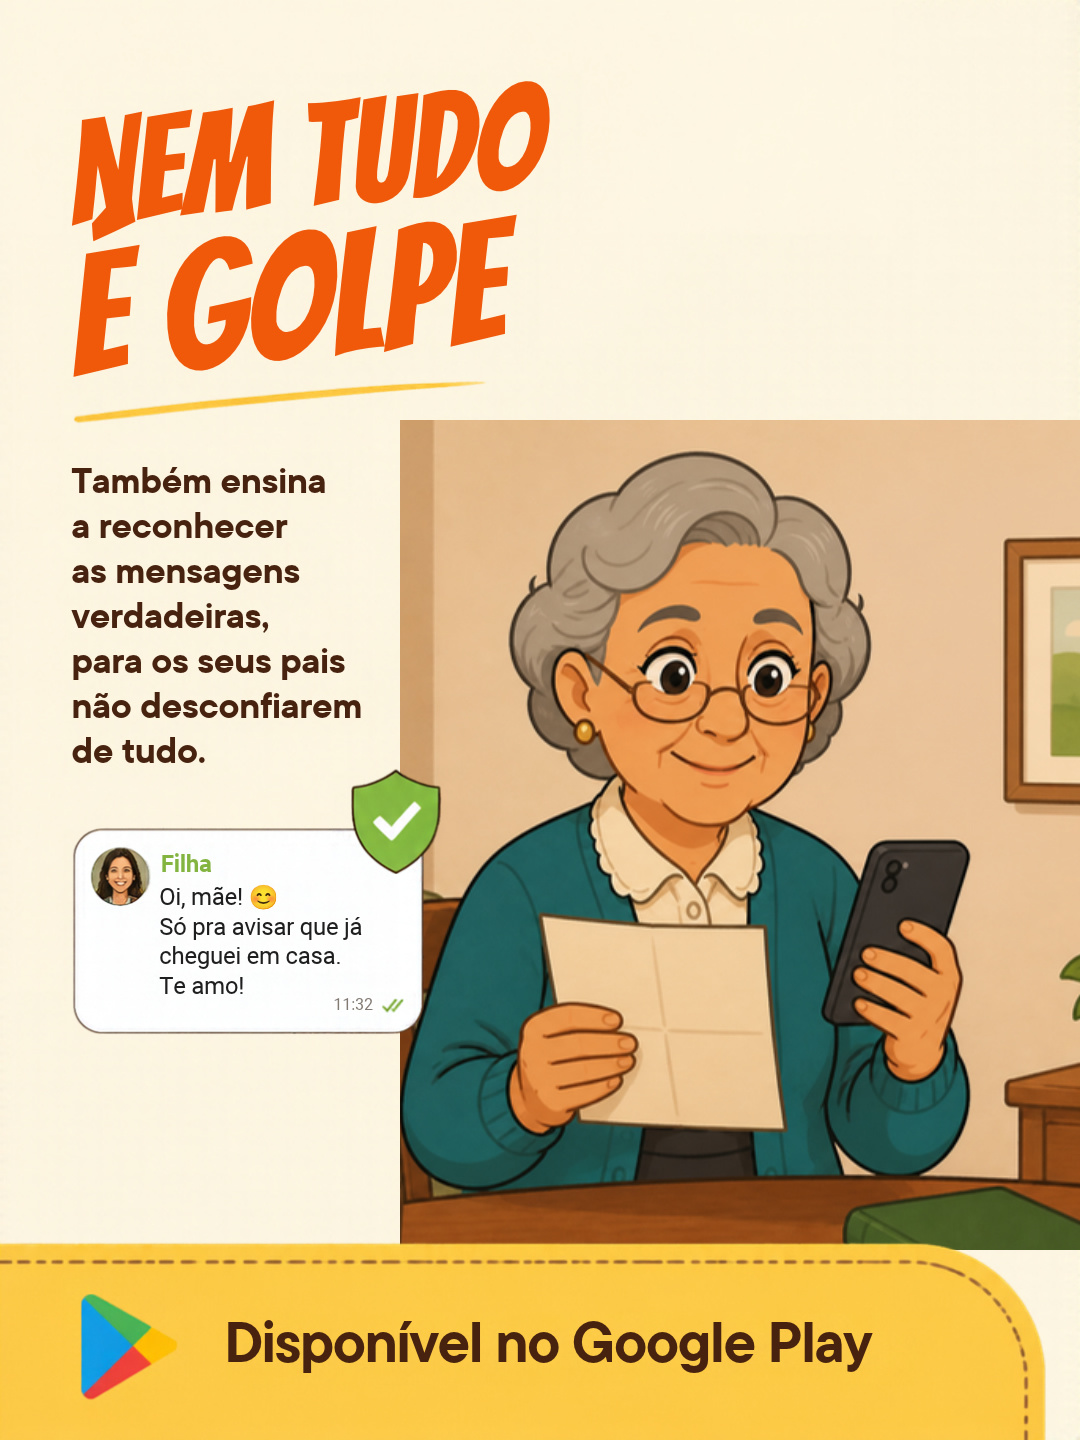 NEM TUDO
É GOLPE
Também ensina
a reconhecer
as mensagens
verdadeiras,
para os seus pais
não desconfiarem
de tudo.
Filha
Oi, mãe! 😊
Só pra avisar que já
cheguei em casa.
Te amo!
11:32
Disponível no Google Play